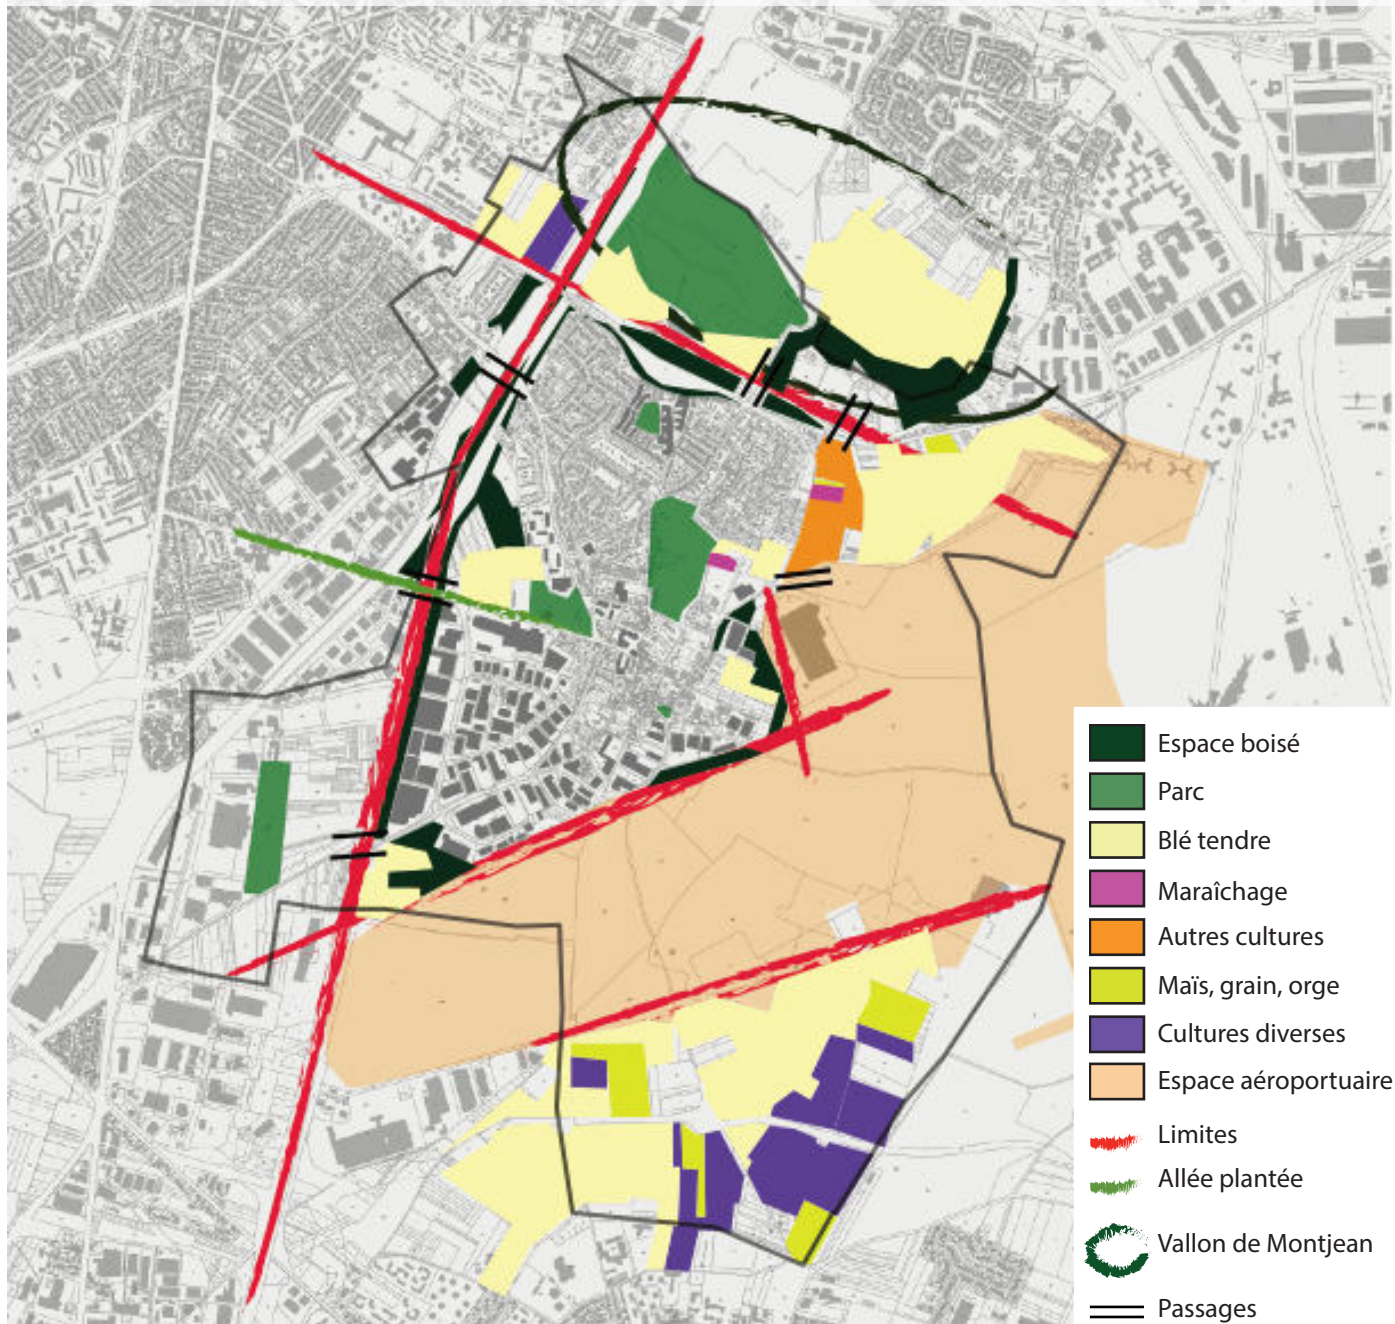 Espace boisé
Parc
Blé tendre
Maraîchage
Autres cultures
Maïs, grain, orge
Cultures diverses
Espace aéroportuaire
Limites
Allée plantée
Vallon de Montjean
Passages